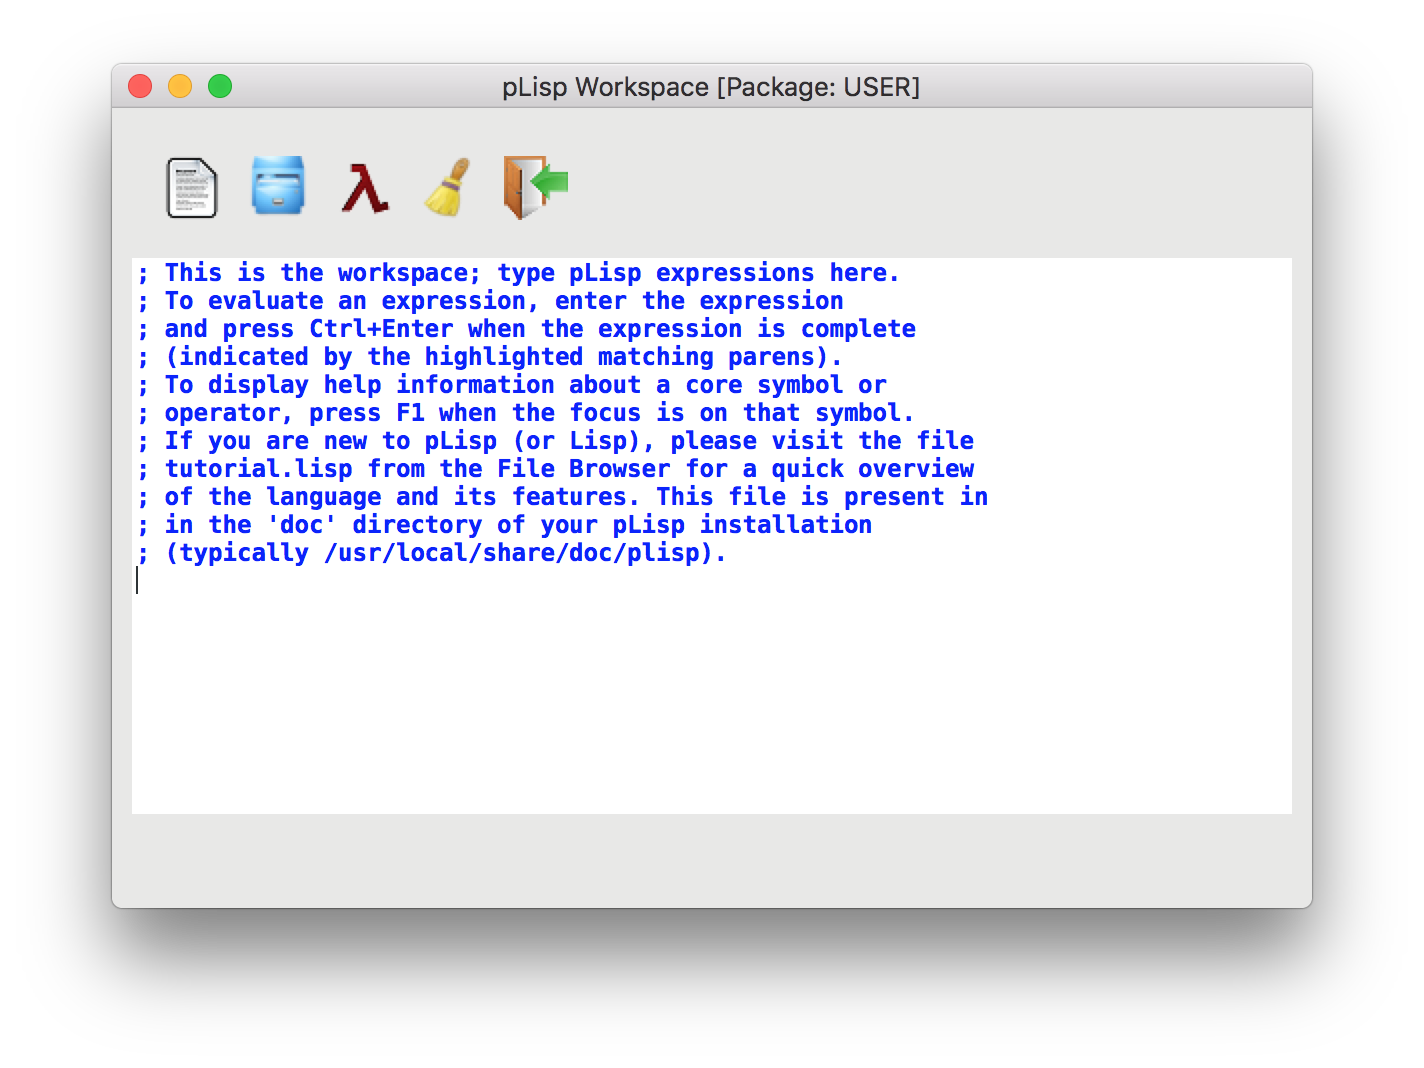 pLisp Workspace [Package: USER]
; This is the workspace; type pLisp expressions here.
; To evaluate an expression, enter the expression
; and press Ctrl+Enter when the expression is complete
; (indicated by the highlighted matching parens).
; To display help information about a core symbol or
; operator, press F1 when the focus is on that symbol.
; If you are new to pLisp (or Lisp), please visit the file
; tutorial.lisp from the File Browser for a quick overview
; of the language and its features. This file is present in
; in the 'doc' directory of your pLisp installation
; (typically /usr/local/share/doc/plisp).